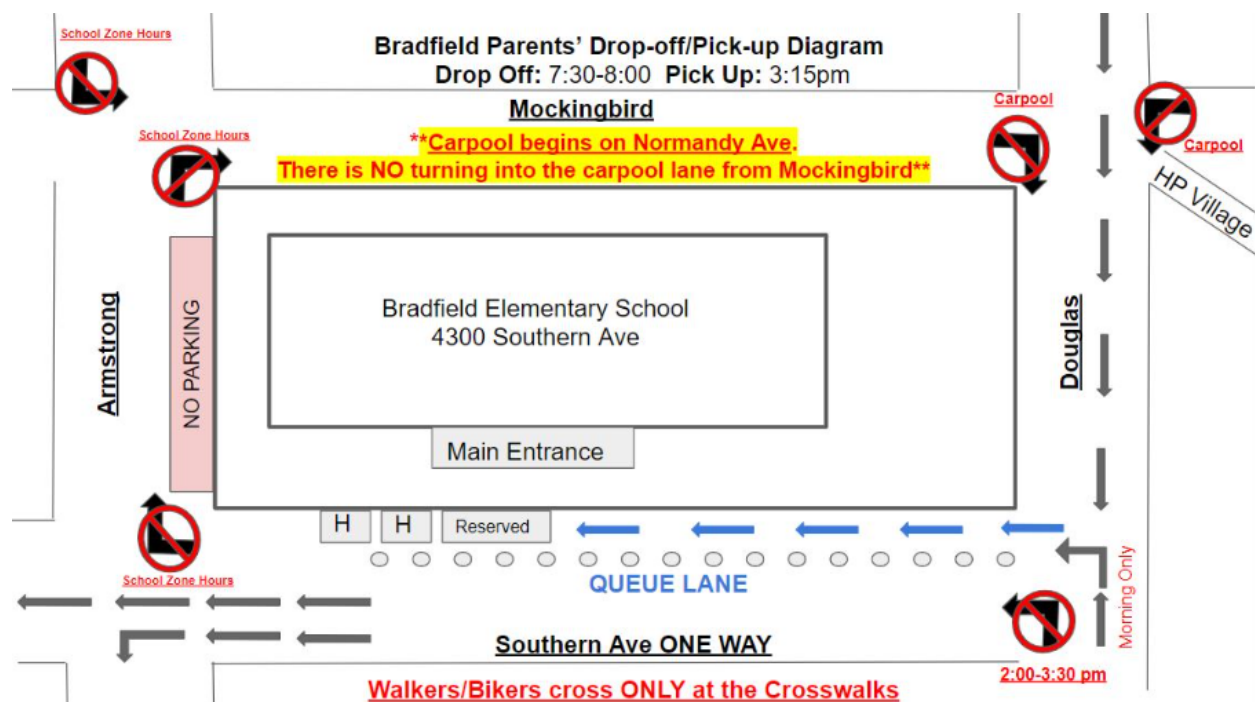 School Zone Hours
Bradfield Parents' Drop-off/Pick-up Diagram
Drop Off: 7:30-8:00 Pick Up: 3:15pm
Mockingbird
Carpool
Carpool
School Zone Hours
**Carpool begins on Normandy Ave.
There is NO turning into the carpool lane from Mockingbird**
HP Village
Armstrong
NO PARKING
Bradfield Elementary School
4300 Southern Ave
Douglas
Main Entrance
H
H
Reserved
School Zone Hours
QUEUE LANE
Morning Only
Southern Ave ONE WAY
2:00-3:30 pm
Walkers/Bikers cross ONLY at the Crosswalks